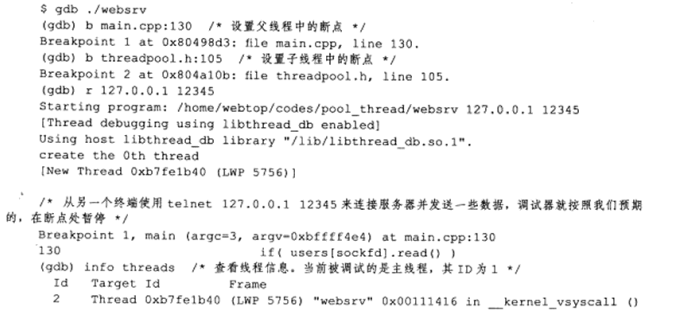 $ gdb ./websrv
(gdb) b main.cpp:130 /* 设置父线程中的断点 */
Breakpoint 1 at 0x80498d3: file main.cpp, line 130.
(gdb) b threadpool.h:105 /* 设置子线程中的断点 */
Breakpoint 2 at 0x804a10b: file threadpool.h, line 105.
(gdb) r 127.0.0.1 12345
Starting program: /home/webtop/codes/pool_thread/websrv 127.0.0.1 12345
[Thread debugging using libthread_db enabled]
Using host libthread_db library "/lib/libthread_db.so.1".
create the 0th thread
[New Thread 0xb7fe1b40 (LWP 5756)]
/* 从另一个终端使用 telnet 127.0.0.1 12345 来连接服务器并发送一些数据，调试器就按照我们预期
的，在断点处暂停 */
Breakpoint 1, main (argc=3, argv=0xbffff4e4) at main.cpp:130
130 if( users[sockfd].read() )
(gdb) info threads /* 查看线程信息。当前被调试的是主线程，其 ID 为 1 */
Id Target Id Frame
2 Thread 0xb7fe1b40 (LWP 5756) "websrv" 0x00111416 in __kernel_vsyscall ()